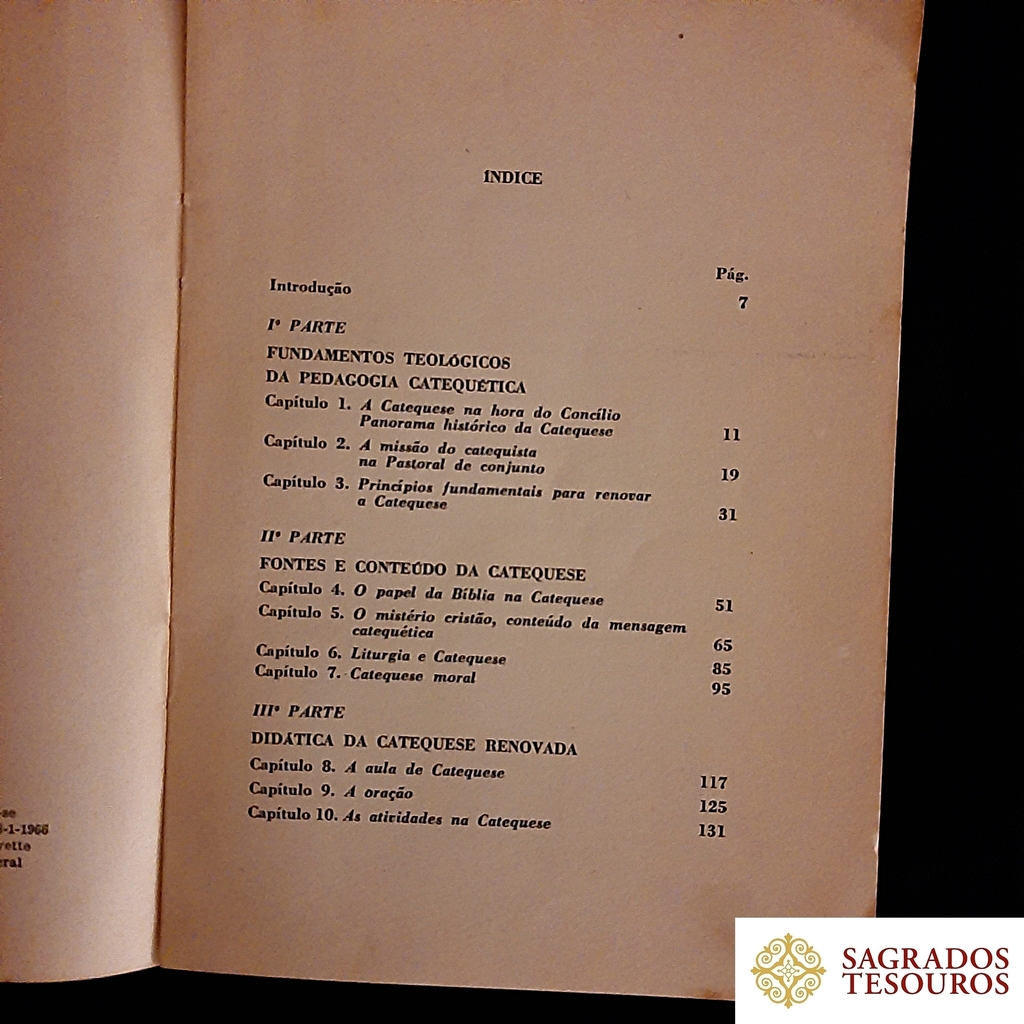 ÍNDICE
Pág.
Introdução 7
Iª PARTE
FUNDAMENTOS TEOLÓGICOS
DA PEDAGOGIA CATEQUÉTICA
Capítulo 1. A Catequese na hora do Concílio
Panorama histórico da Catequese 11
Capítulo 2. A missão do catequista
na Pastoral de conjunto 19
Capítulo 3. Princípios fundamentais para renovar
a Catequese 31
IIª PARTE
FONTES E CONTEÚDO DA CATEQUESE
Capítulo 4. O papel da Bíblia na Catequese 51
Capítulo 5. O mistério cristão, conteúdo da mensagem
catequética 65
Capítulo 6. Liturgia e Catequese 85
Capítulo 7. Catequese moral 95
IIIª PARTE
DIDÁTICA DA CATEQUESE RENOVADA
Capítulo 8. A aula de Catequese 117
Capítulo 9. A oração 125
Capítulo 10. As atividades na Catequese 131
-se
-1-1966
vette
eral
SAGRADOS
TESOUROS